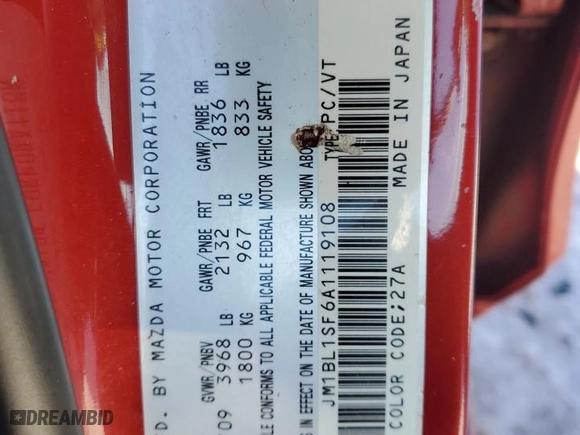 D. BY MAZDA MOTOR CORPORATION
GVWR/PNBV GAWR/PNBE FRT GAWR/PNBE RR
09 3968 LB 2132 LB 1836 LB
1800 KG 967 KG 833 KG
LE CONFORMS TO ALL APPLICABLE FEDERAL MOTOR VEHICLE SAFETY
S IN EFFECT ON THE DATE OF MANUFACTURE SHOWN ABO
JM1BL1SF6A1119108 TYPE PC/VT
COLOR CODE;27A MADE IN JAPAN
DREAMBID